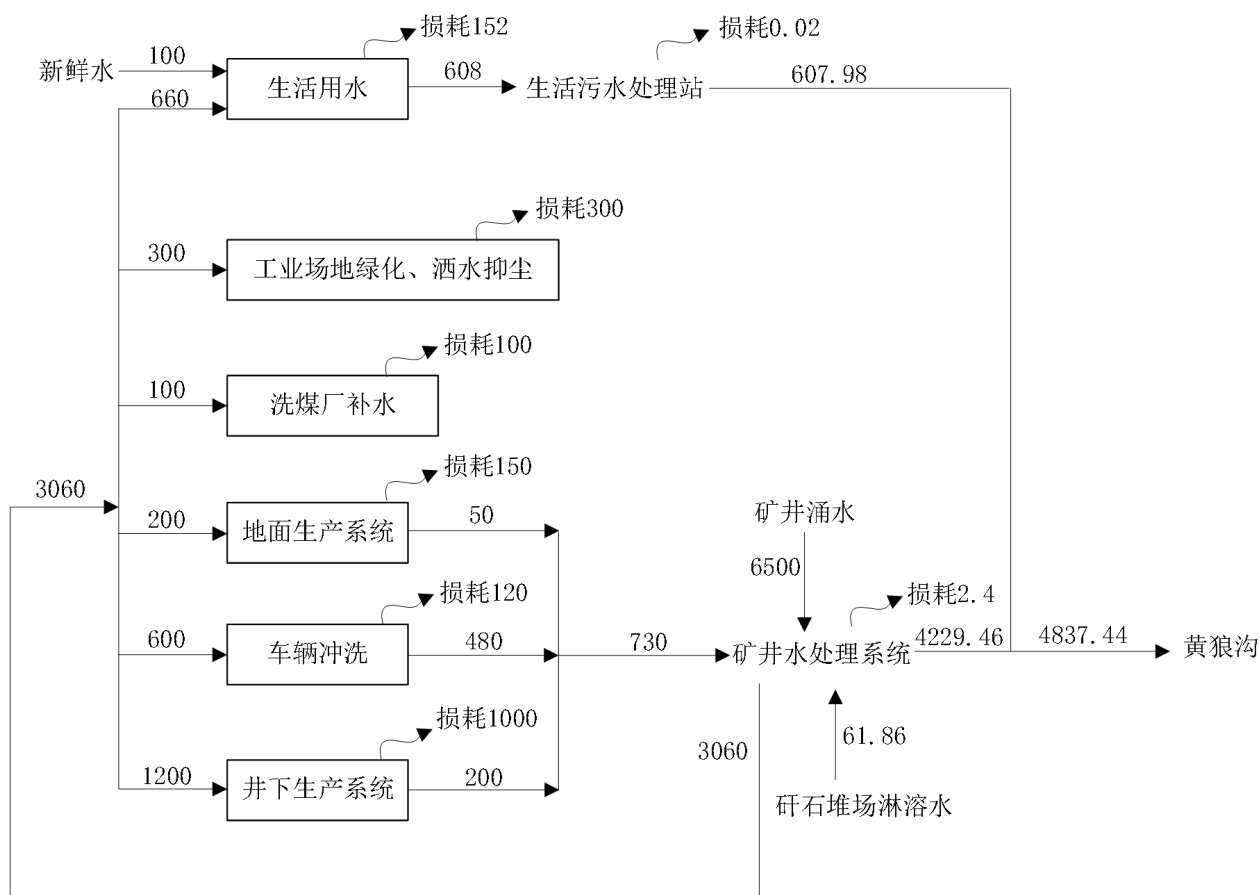 损耗152
损耗0.02
新鲜水
100
生活用水
608
生活污水处理站
607.98
660
损耗300
300
工业场地绿化、洒水抑尘
损耗100
100
洗煤厂补水
损耗150
3060
200
地面生产系统
50
矿井涌水
6500
损耗120
损耗2.4
600
车辆冲洗
480
730
矿井水处理系统
4229.46
4837.44
黄狼沟
损耗1000
3060
61.86
1200
井下生产系统
200
矸石堆场淋溶水